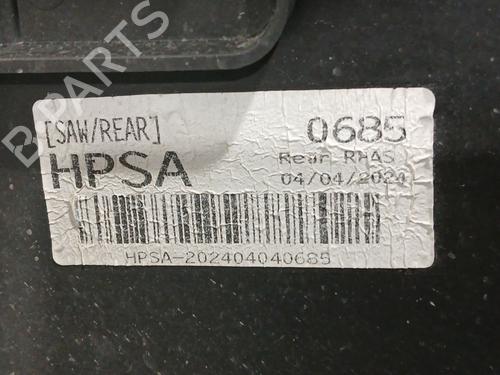 B PARTS
[SAW/REAR]
0685
HPSA
Rear RHAS
04/04/2024
HPSA-202404040685